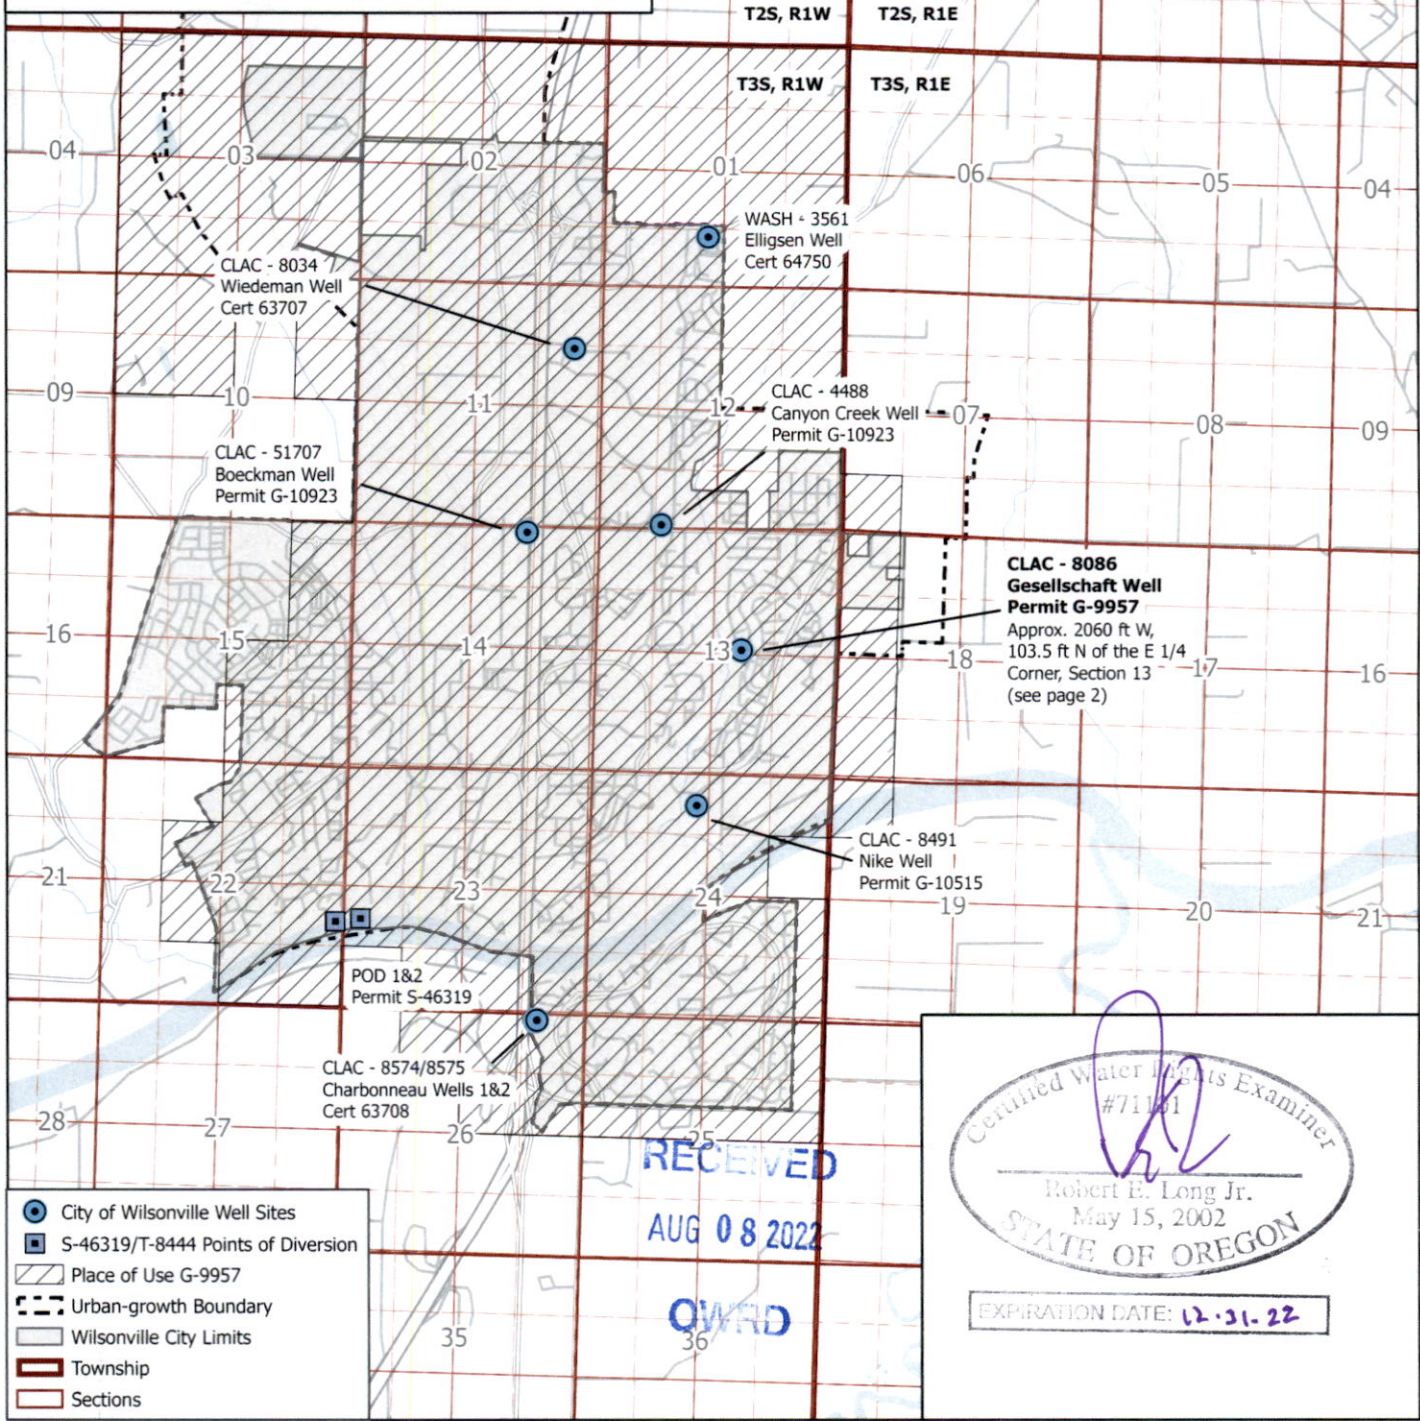 T2S, R1W
T2S, R1E
T3S, R1W
T3S, R1E
04
03
02
01
06
05
04
WASH - 3561
Elligsen Well
Cert 64750
CLAC - 8034
Wiedeman Well
Cert 63707
09
10
11
12
07
08
09
CLAC - 4488
Canyon Creek Well
Permit G-10923
CLAC - 51707
Boeckman Well
Permit G-10923
CLAC - 8086
Gesellschaft Well
Permit G-9957
Approx. 2060 ft W,
103.5 ft N of the E 1/4
Corner, Section 13
(see page 2)
16
15
14
13
18
17
16
CLAC - 8491
Nike Well
Permit G-10515
21
22
23
24
19
20
21
POD 1&2
Permit S-46319
CLAC - 8574/8575
Charbonneau Wells 1&2
Cert 63708
28
27
26
25
RECEIVED
AUG 08 2022
OWRD
35
36
City of Wilsonville Well Sites
S-46319/T-8444 Points of Diversion
Place of Use G-9957
Urban-growth Boundary
Wilsonville City Limits
Township
Sections
Certified Water Rights Examiner
Robert E. Long Jr.
May 15, 2002
STATE OF OREGON
EXPIRATION DATE: 12.31.22